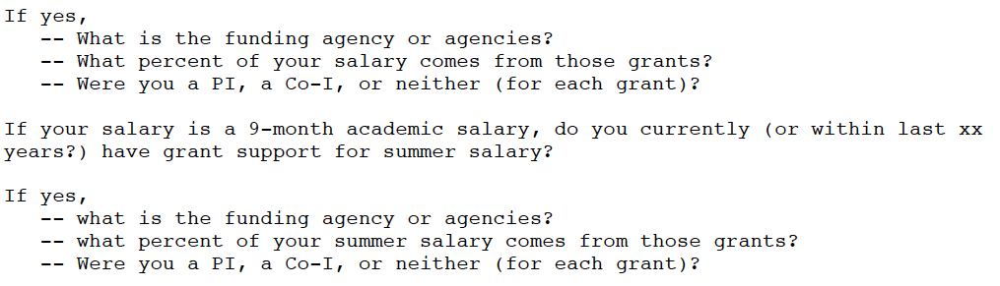 If yes,
   -- What is the funding agency or agencies?
   -- What percent of your salary comes from those grants?
   -- Were you a PI, a Co-I, or neither (for each grant)?

If your salary is a 9-month academic salary, do you currently (or within last xx
years?) have grant support for summer salary?

If yes,
   -- what is the funding agency or agencies?
   -- what percent of your summer salary comes from those grants?
   -- Were you a PI, a Co-I, or neither (for each grant)?